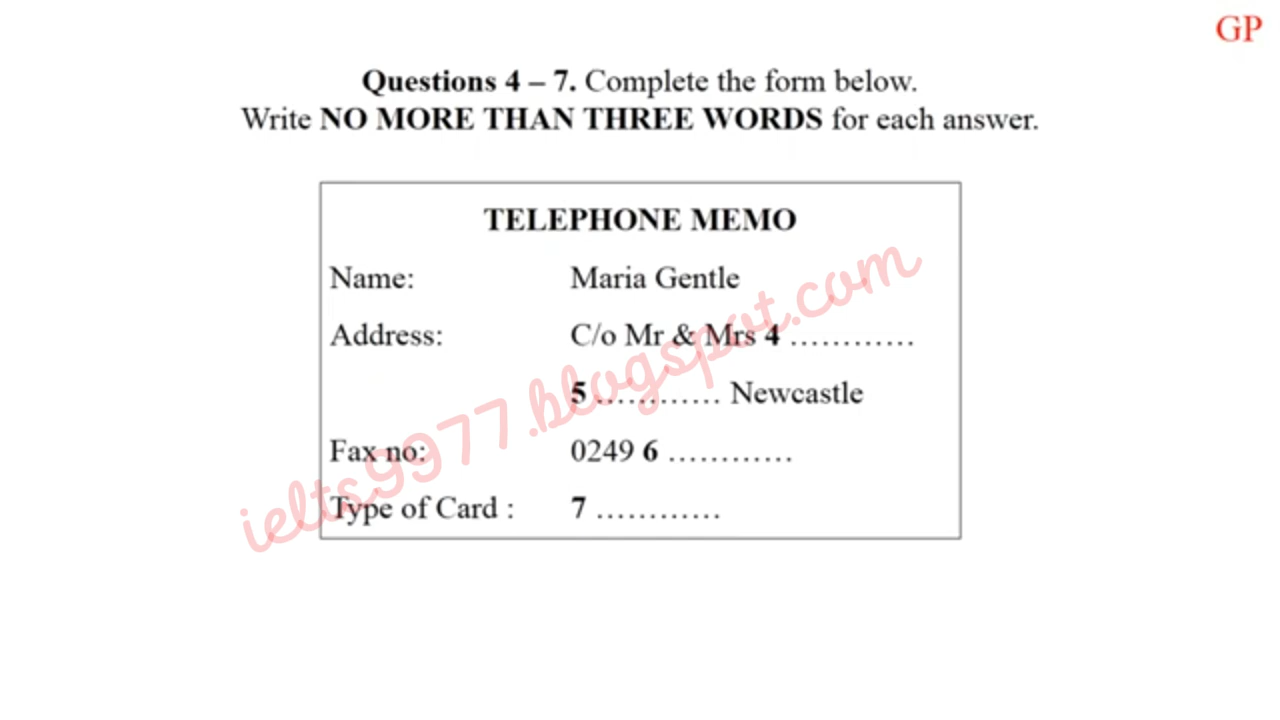 GP
Questions 4 – 7. Complete the form below.
Write NO MORE THAN THREE WORDS for each answer.
TELEPHONE MEMO
Name: Maria Gentle
Address: C/o Mr & Mrs 4 …………
5 ………… Newcastle
Fax no: 0249 6 …………
Type of Card : 7 …………
ielts9977.blogspot.com